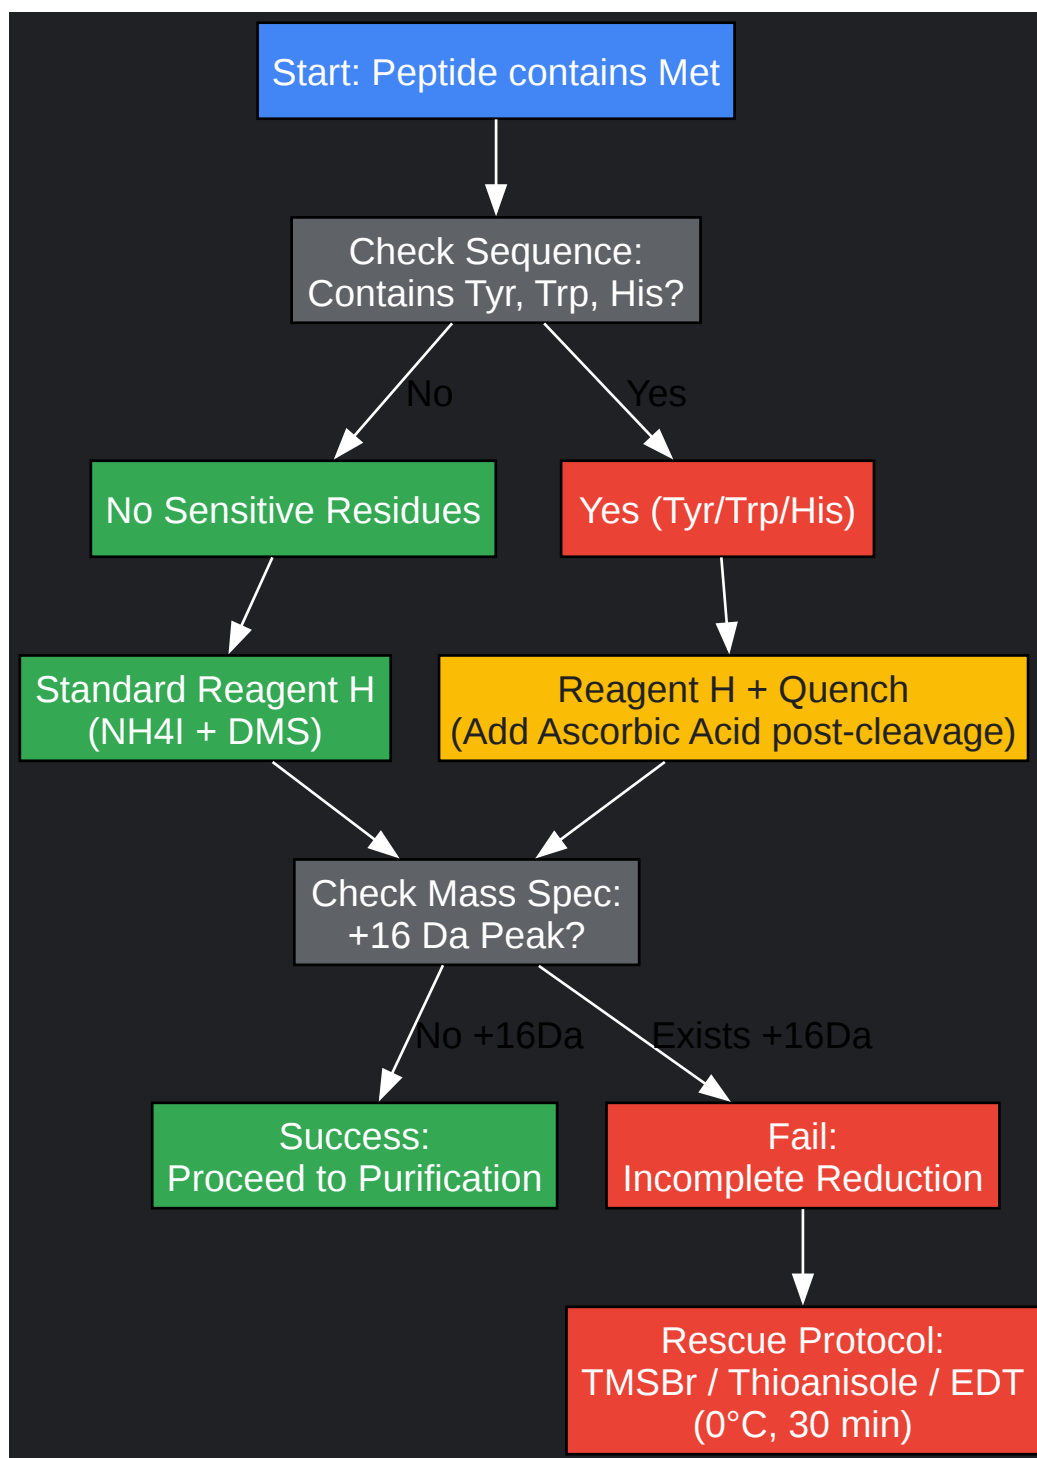 Start: Peptide contains Met
Check Sequence:
Contains Tyr, Trp, His?
No
Yes
No Sensitive Residues
Yes (Tyr/Trp/His)
Standard Reagent H
(NH4I + DMS)
Reagent H + Quench
(Add Ascorbic Acid post-cleavage)
Check Mass Spec:
+16 Da Peak?
No +16Da
Exists +16Da
Success:
Proceed to Purification
Fail:
Incomplete Reduction
Rescue Protocol:
TMSBr / Thioanisole / EDT
(0°C, 30 min)